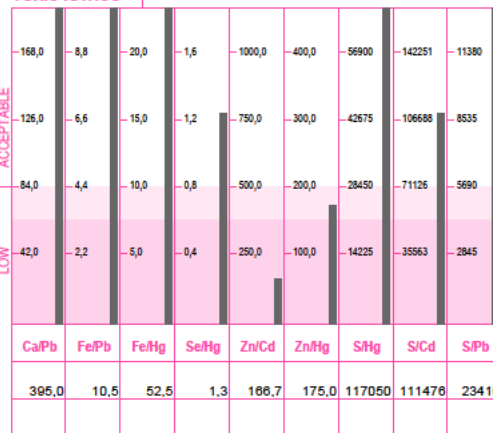 168,0 8,8 20,0 1,6 1000,0 400,0 56900 142251 11380
126,0 6,6 15,0 1,2 750,0 300,0 42675 106688 8535
ACCEPTABLE
84,0 4,4 10,0 0,8 500,0 200,0 28450 71126 5690
42,0 2,2 5,0 0,4 250,0 100,0 14225 35563 2845
LOW
Ca/Pb Fe/Pb Fe/Hg Se/Hg Zn/Cd Zn/Hg S/Hg S/Cd S/Pb
395,0 10,5 52,5 1,3 166,7 175,0 117050 111476